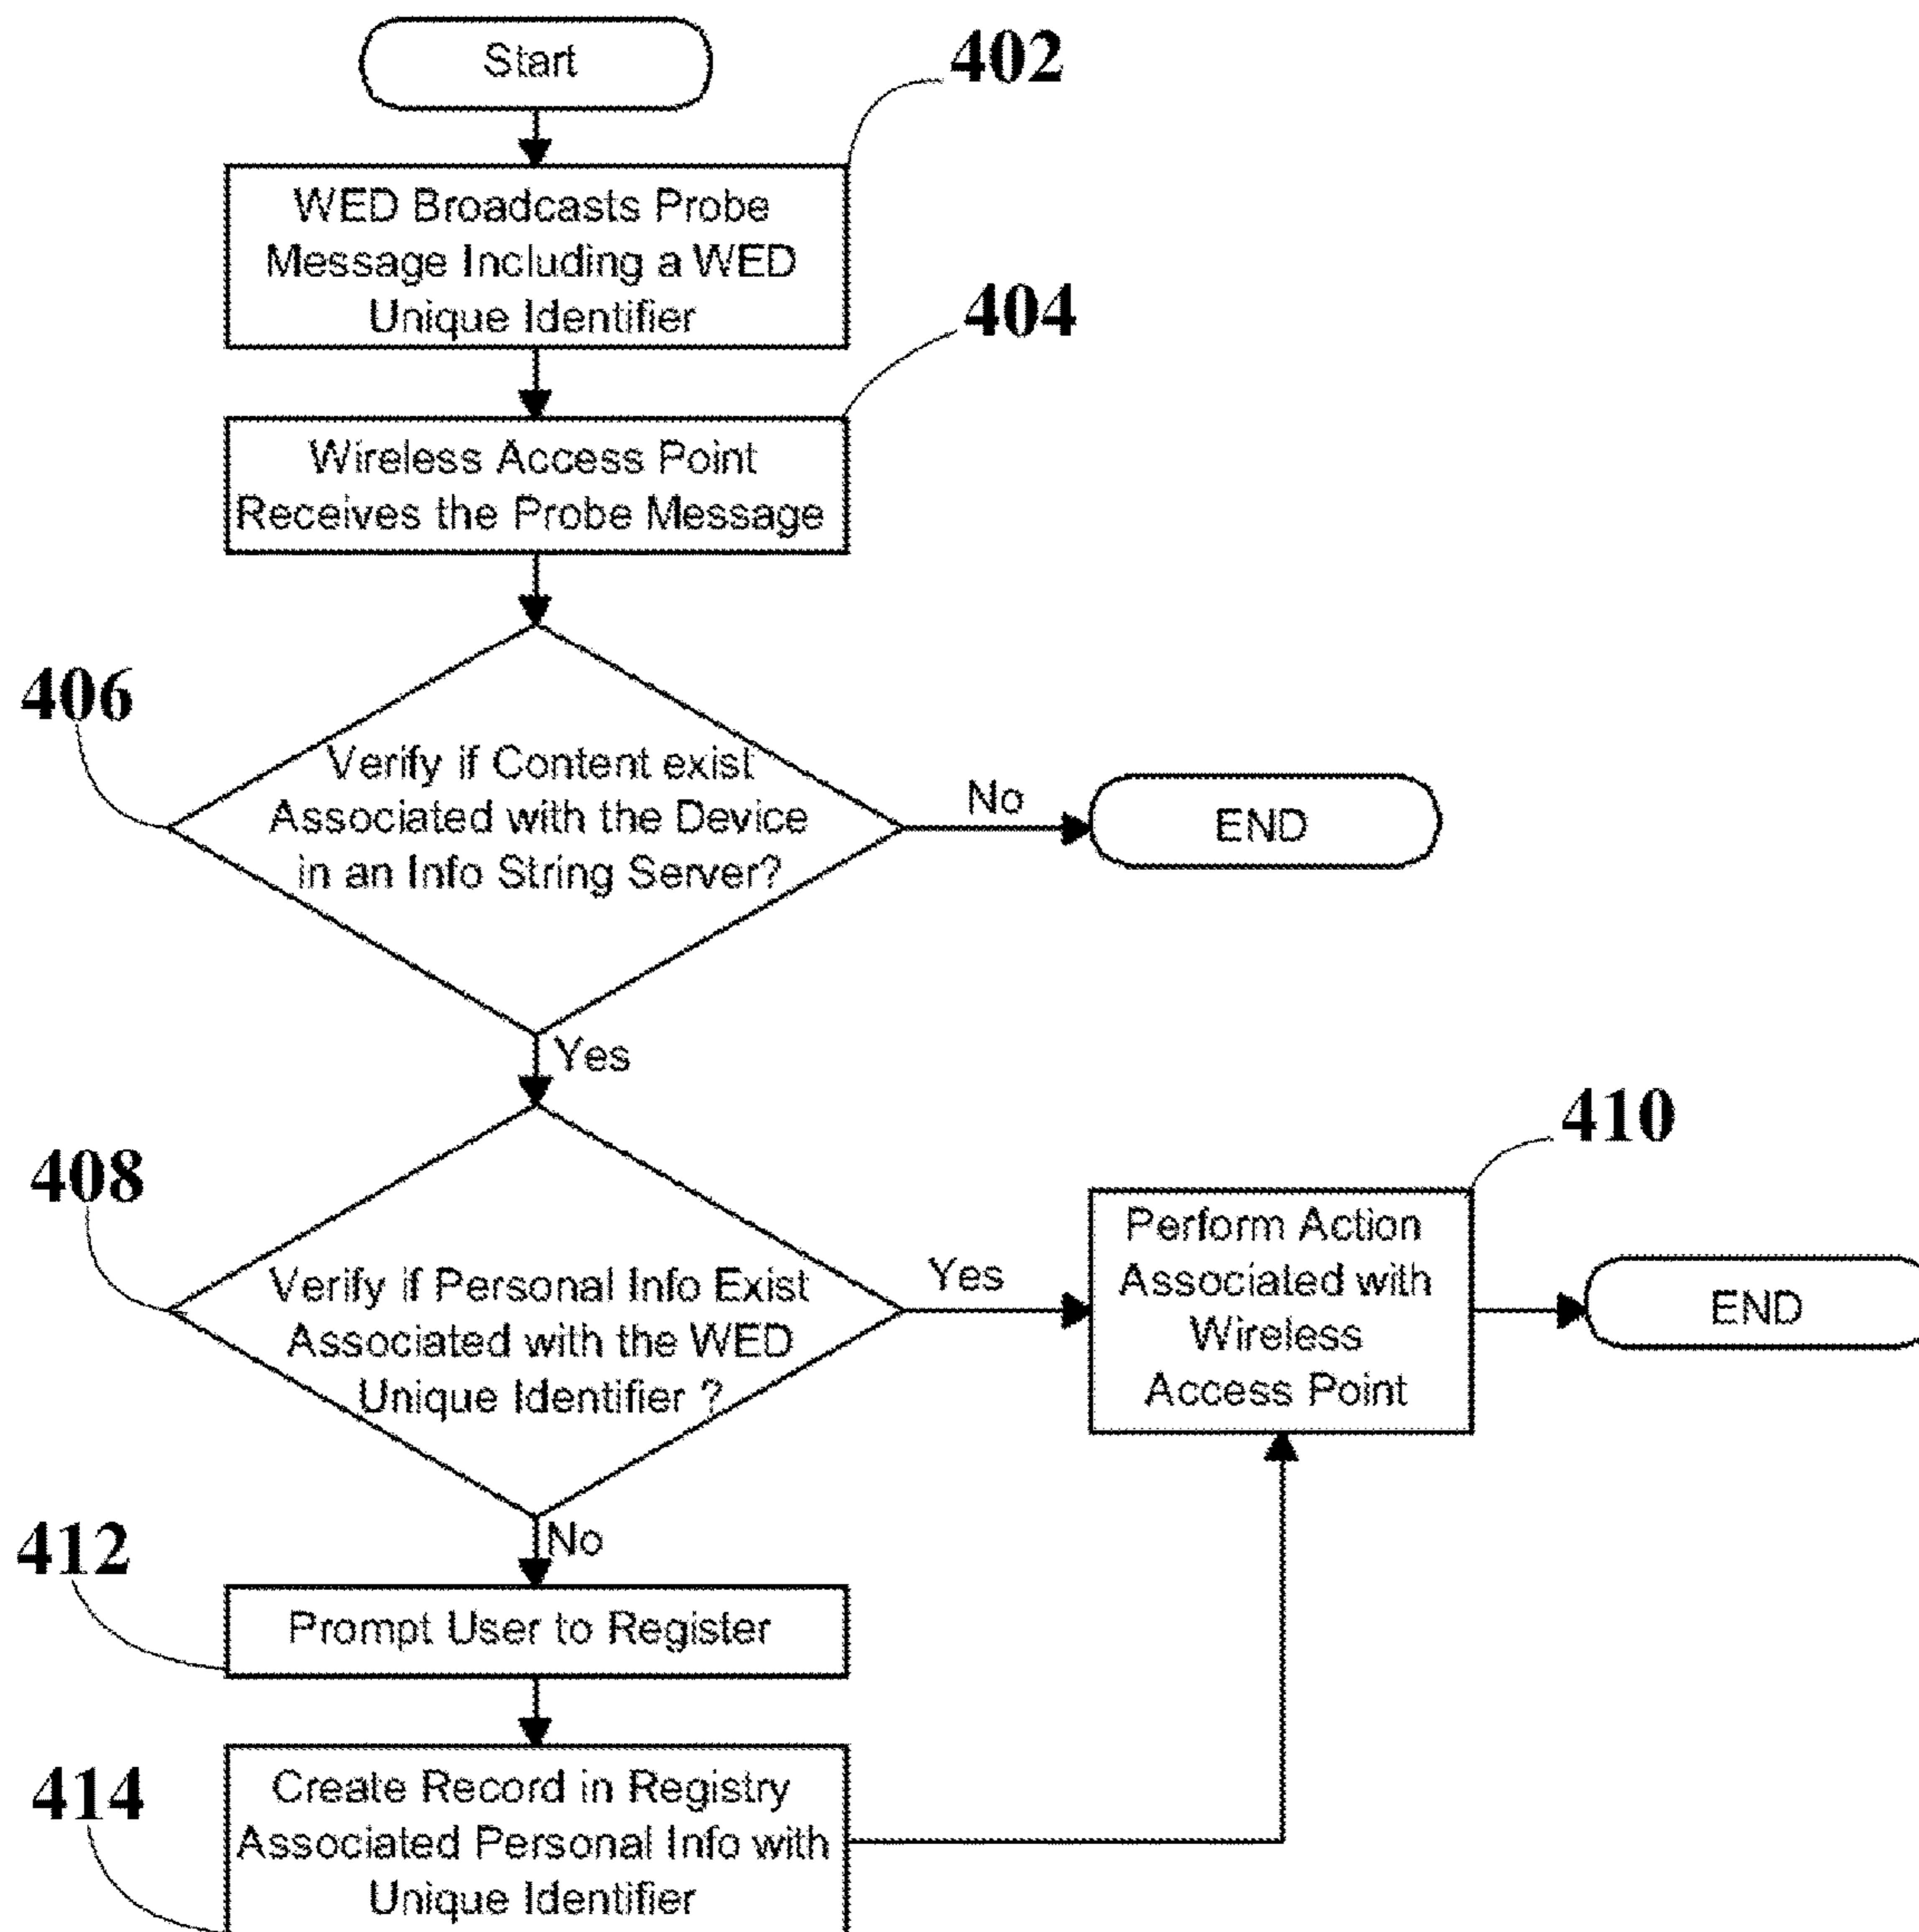 Start
402
WED Broadcasts Probe
Message Including a WED
Unique Identifier
404
Wireless Access Point
Receives the Probe Message
406
Verify if Content exist
Associated with the Device
in an Info String Server?
No
END
Yes
408
Verify if Personal Info Exist
Associated with the WED
Unique Identifier ?
Yes
410
Perform Action
Associated with
Wireless
Access Point
END
No
412
Prompt User to Register
414
Create Record in Registry
Associated Personal Info with
Unique Identifier